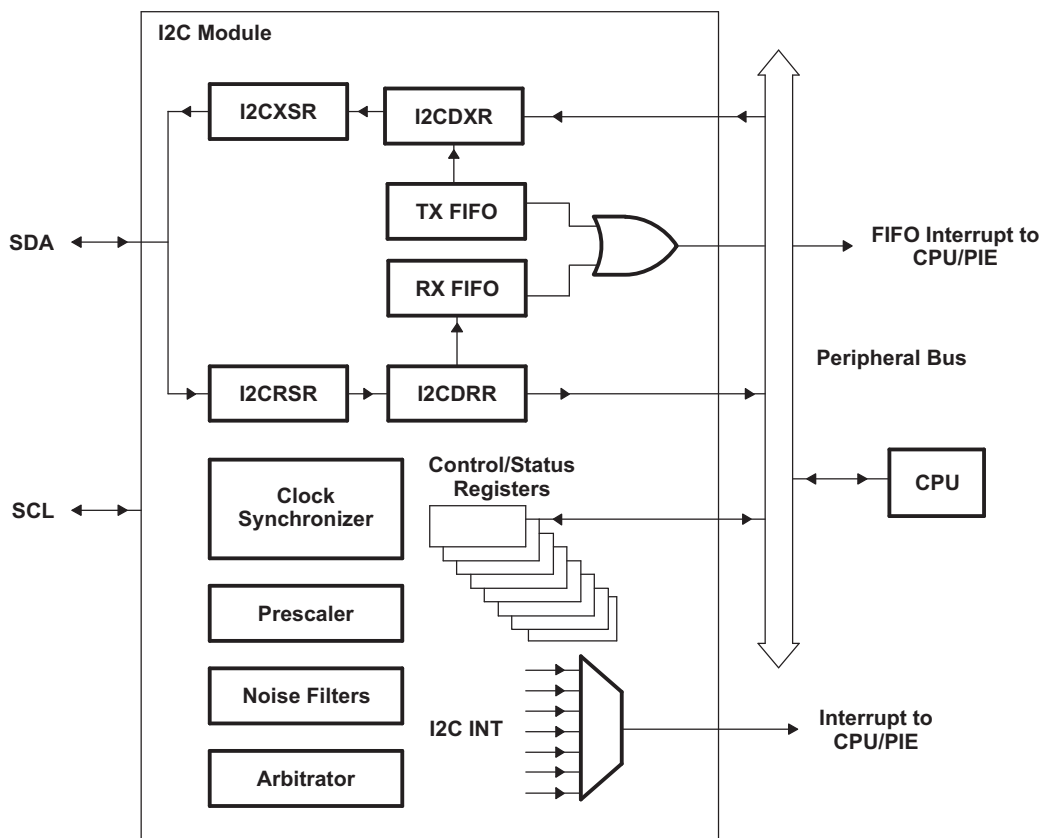 I2C Module
I2CXSR
I2CDXR
TX FIFO
SDA
FIFO Interrupt to
CPU/PIE
RX FIFO
Peripheral Bus
I2CRSR
I2CDRR
Control/Status
Registers
CPU
SCL
Clock
Synchronizer
Prescaler
Noise Filters
I2C INT
Interrupt to
CPU/PIE
Arbitrator